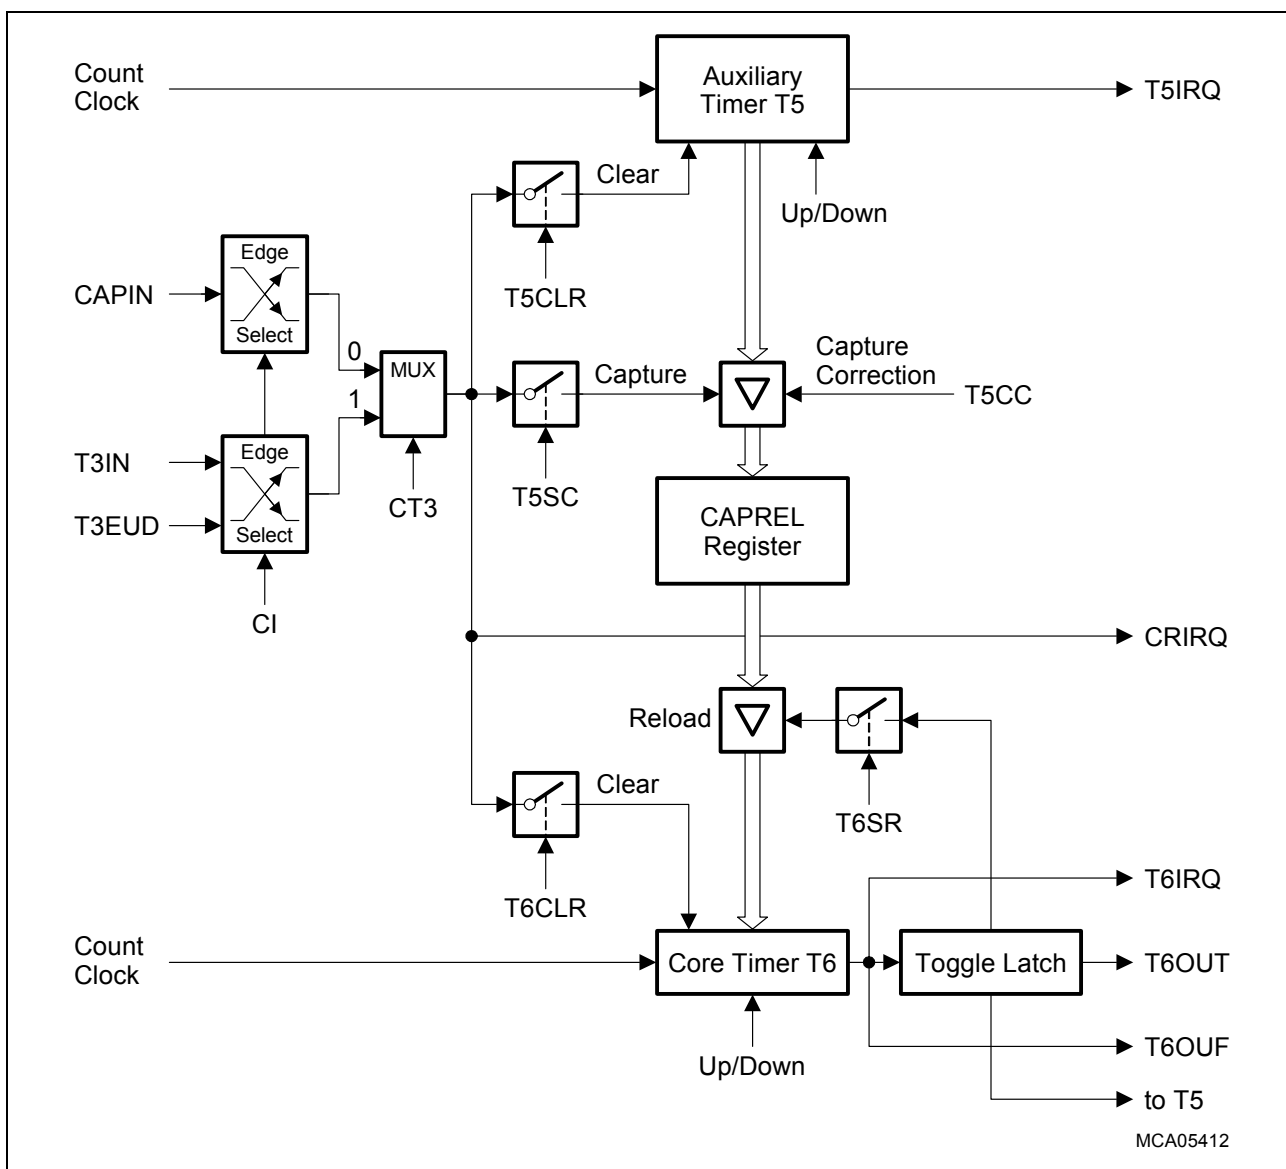 Count
Clock
Auxiliary
Timer T5
T5IRQ
Clear
Up/Down
Edge
Select
CAPIN
T5CLR
0
MUX
1
Capture
Capture
Correction
T5CC
T3IN
T3EUD
Edge
Select
CT3
T5SC
CAPREL
Register
CI
CRIRQ
Reload
Clear
T6SR
T6CLR
T6IRQ
Count
Clock
Core Timer T6
Toggle Latch
T6OUT
Up/Down
T6OUF
to T5
MCA05412